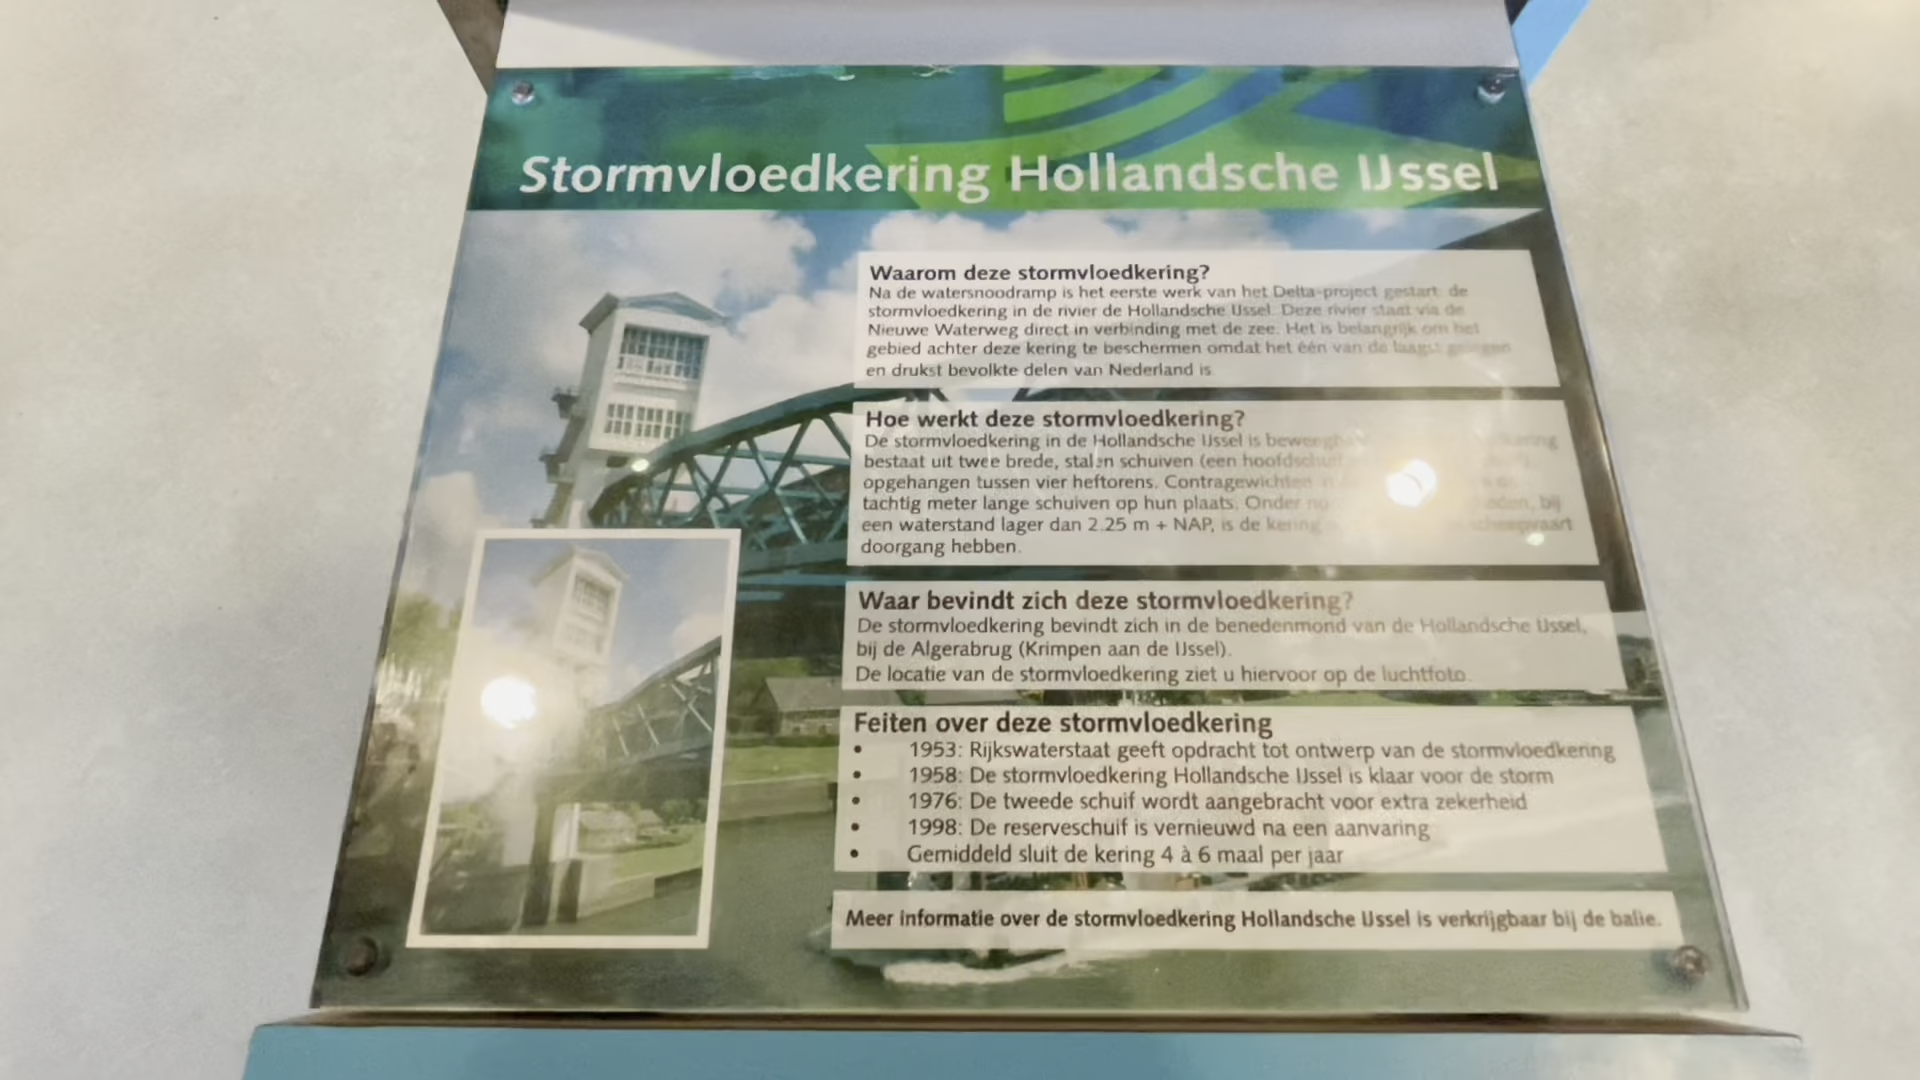 Stormvloedkering Hollandsche IJssel
Waarom deze stormvloedkering?
Na de watersnoodramp is het eerste werk van het Delta-project gestart: de
stormvloedkering in de rivier de Hollandsche IJssel. Deze rivier staat via de
Nieuwe Waterweg direct in verbinding met de zee. Het is belangrijk om het
gebied achter deze kering te beschermen omdat het één van de laagst gelegen
en drukst bevolkte delen van Nederland is.
Hoe werkt deze stormvloedkering?
De stormvloedkering in de Hollandsche IJssel is
bestaat uit twee brede, stalen schuiven (een
opgehangen tussen vier heftorens. Contragewichten
tachtig meter lange schuiven op hun plaats. Onder bij
een waterstand lager dan 2.25 m + NAP, is de kering scheepvaart
doorgang hebben.
Waar bevindt zich deze stormvloedkering?
De stormvloedkering bevindt zich in de benedenmond van de Hollandsche IJssel,
bij de Algerabrug (Krimpen aan de IJssel).
De locatie van de stormvloedkering ziet u hiervoor op de luchtfoto.
Feiten over deze stormvloedkering
• 1953: Rijkswaterstaat geeft opdracht tot ontwerp van de stormvloedkering
• 1958: De stormvloedkering Hollandsche IJssel is klaar voor de storm
• 1976: De tweede schuif wordt aangebracht voor extra zekerheid
• 1998: De reserveschuif is vernieuwd na een aanvaring
• Gemiddeld sluit de kering 4 à 6 maal per jaar
Meer informatie over de stormvloedkering Hollandsche IJssel is verkrijgbaar bij de balie.